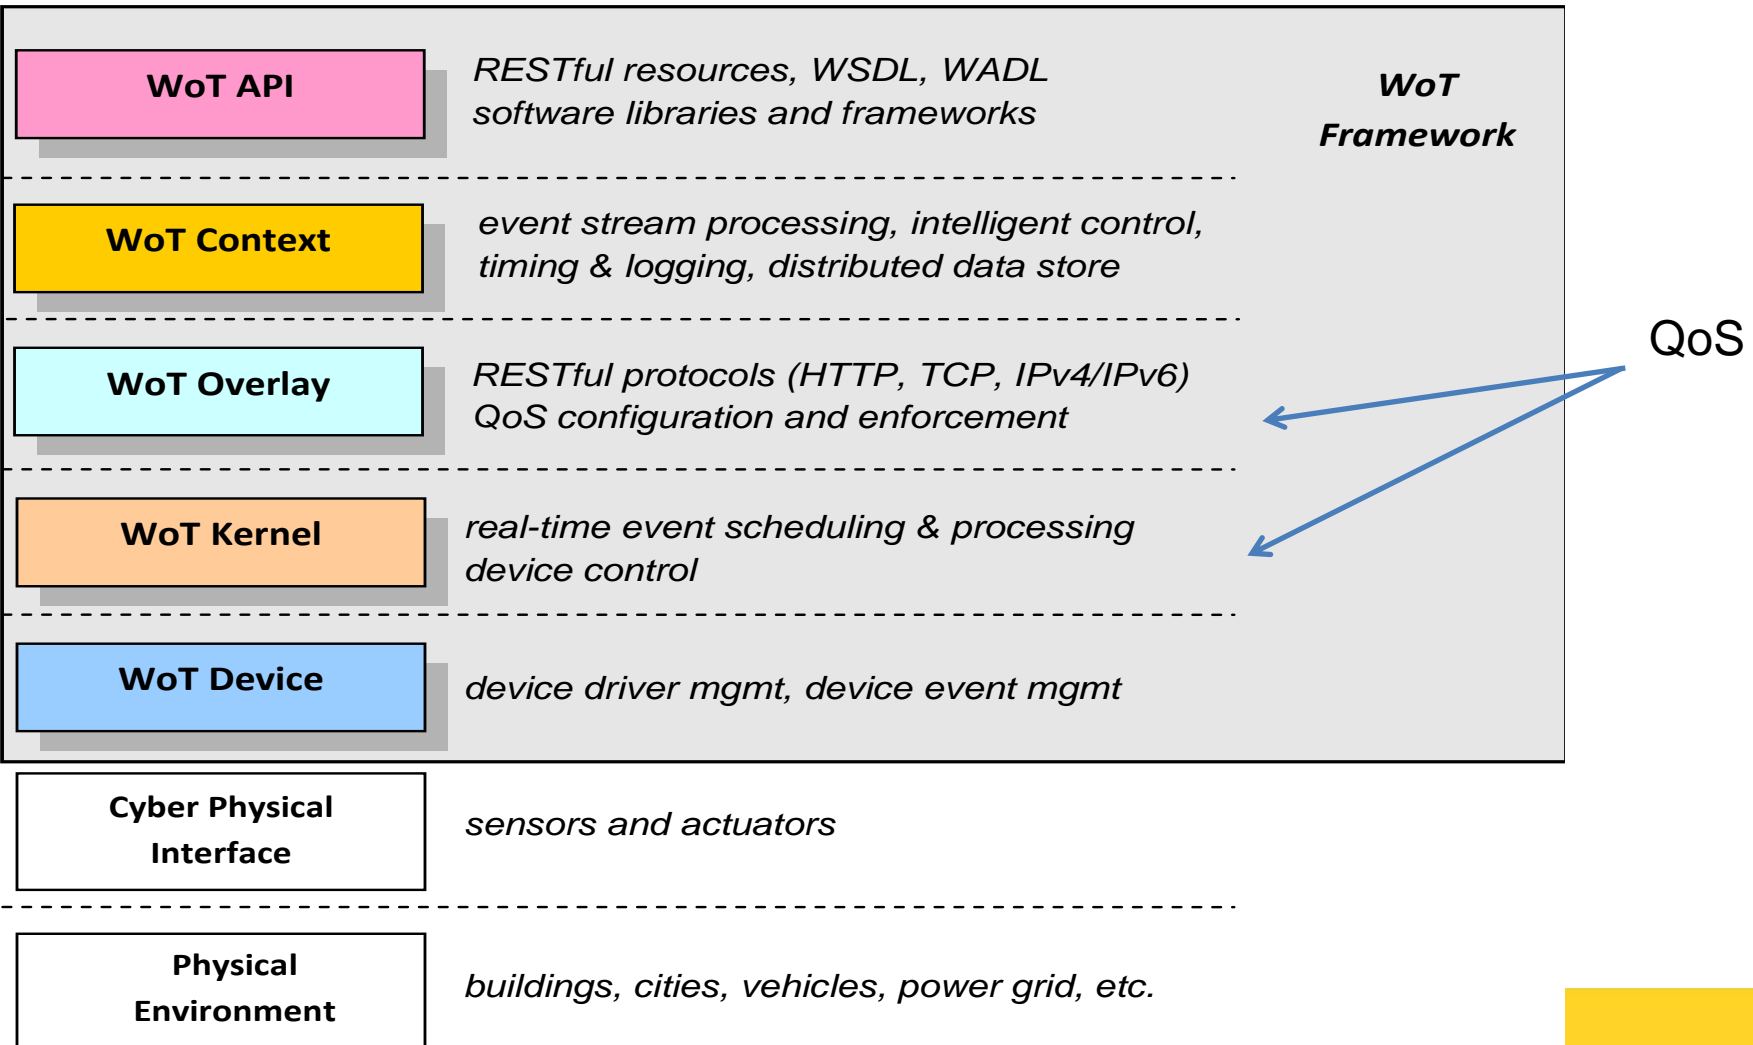 WoT API
RESTful resources, WSDL, WADL
software libraries and frameworks
WoT
Framework
WoT Context
event stream processing, intelligent control,
timing & logging, distributed data store
QoS
WoT Overlay
RESTful protocols (HTTP, TCP, IPv4/IPv6)
QoS configuration and enforcement
WoT Kernel
real-time event scheduling & processing
device control
WoT Device
device driver mgmt, device event mgmt
Cyber Physical
Interface
sensors and actuators
Physical
Environment
buildings, cities, vehicles, power grid, etc.